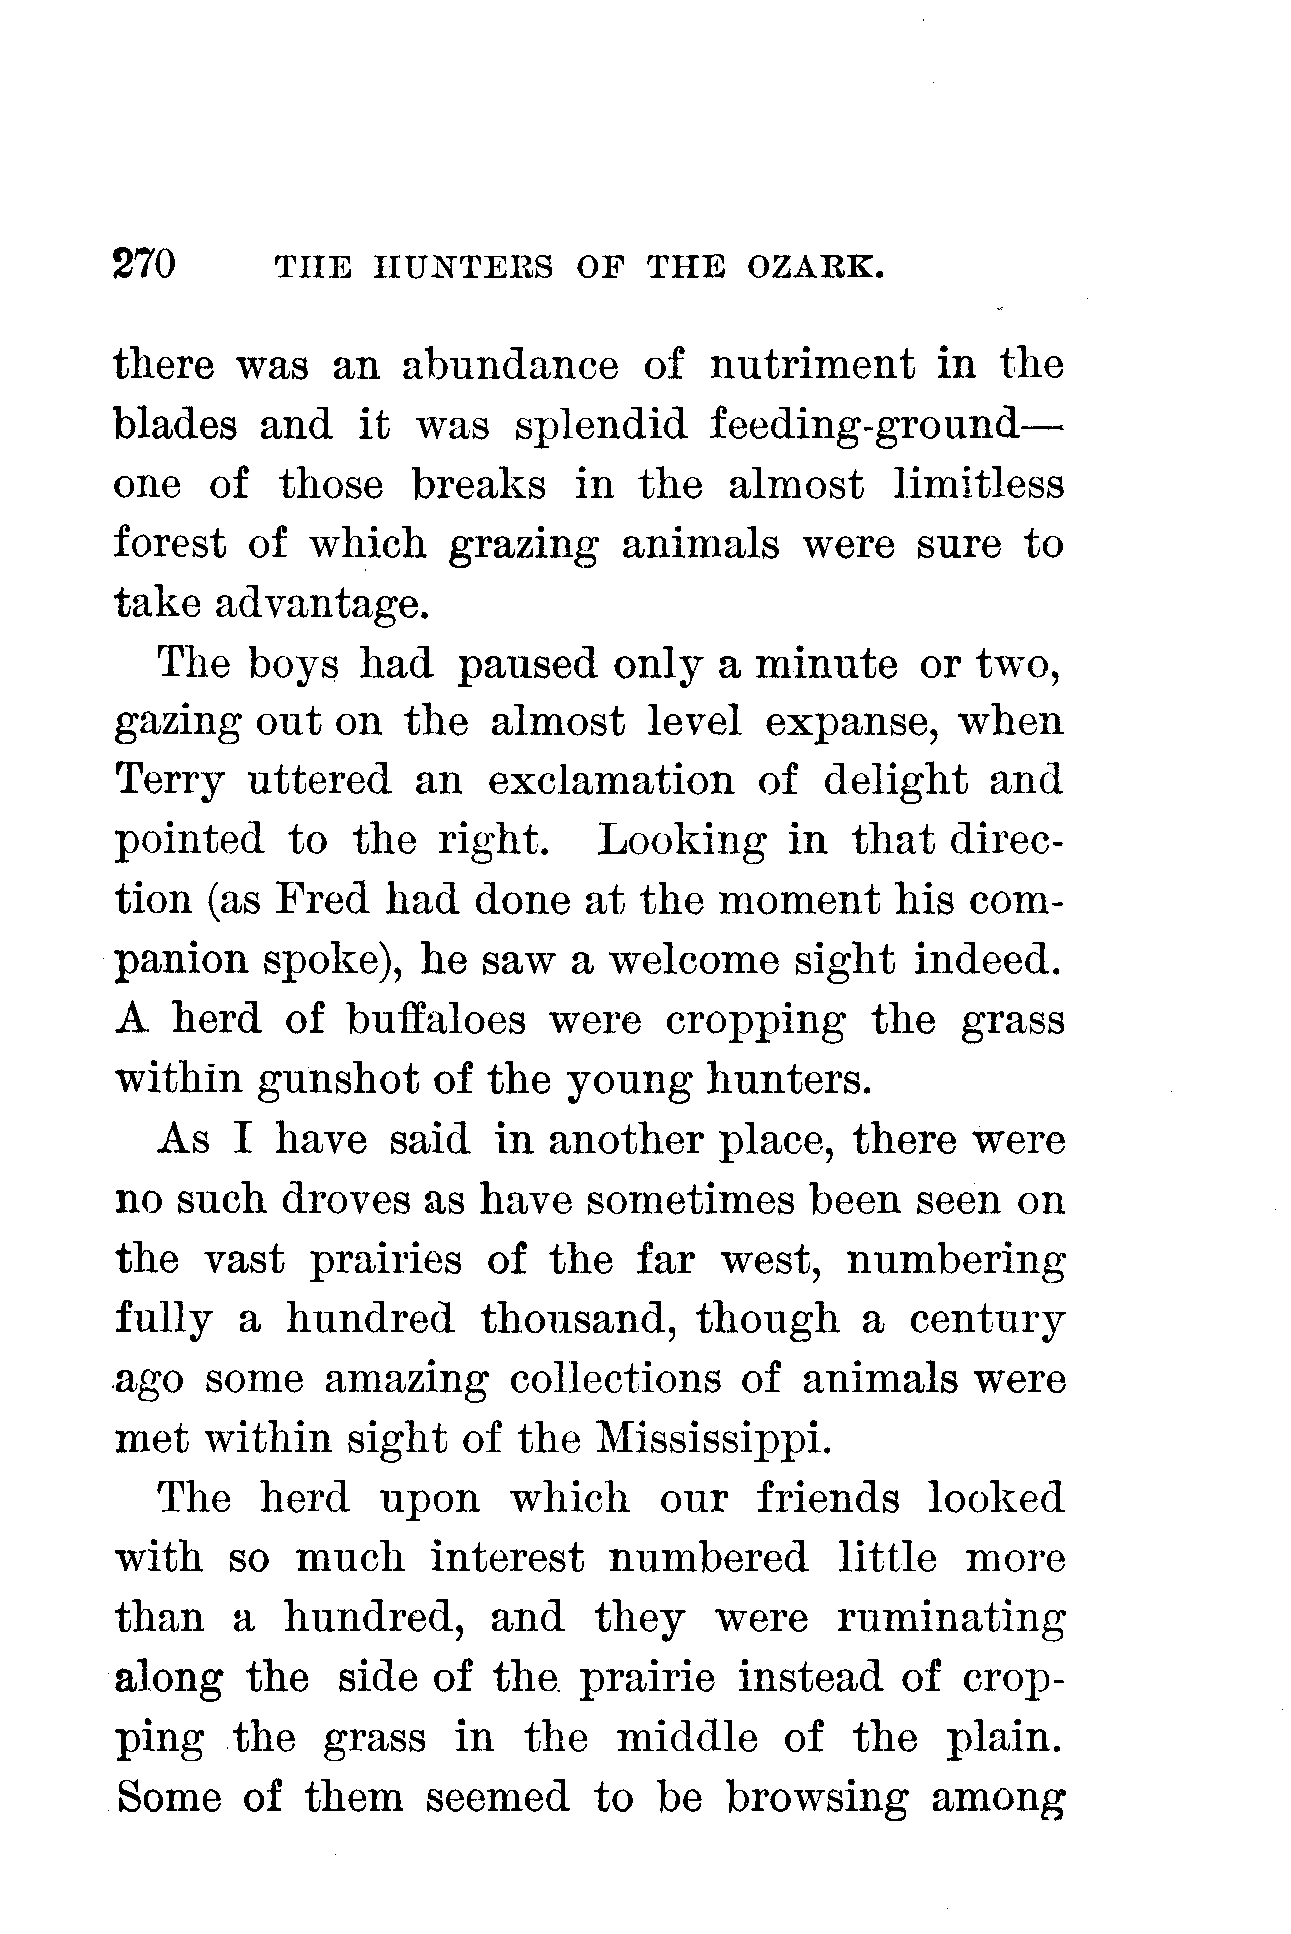 270 THE HUNTERS OF THE OZARK.
there was an abundance of nutriment in the
blades and it was splendid feeding-ground—
one of those breaks in the almost limitless
forest of which grazing animals were sure to
take advantage.
The boys had paused only a minute or two,
gazing out on the almost level expanse, when
Terry uttered an exclamation of delight and
pointed to the right. Looking in that direc-
tion (as Fred had done at the moment his com-
panion spoke), he saw a welcome sight indeed.
A herd of buffaloes were cropping the grass
within gunshot of the young hunters.
As I have said in another place, there were
no such droves as have sometimes been seen on
the vast prairies of the far west, numbering
fully a hundred thousand, though a century
ago some amazing collections of animals were
met within sight of the Mississippi.
The herd upon which our friends looked
with so much interest numbered little more
than a hundred, and they were ruminating
along the side of the prairie instead of crop-
ping the grass in the middle of the plain.
Some of them seemed to be browsing among